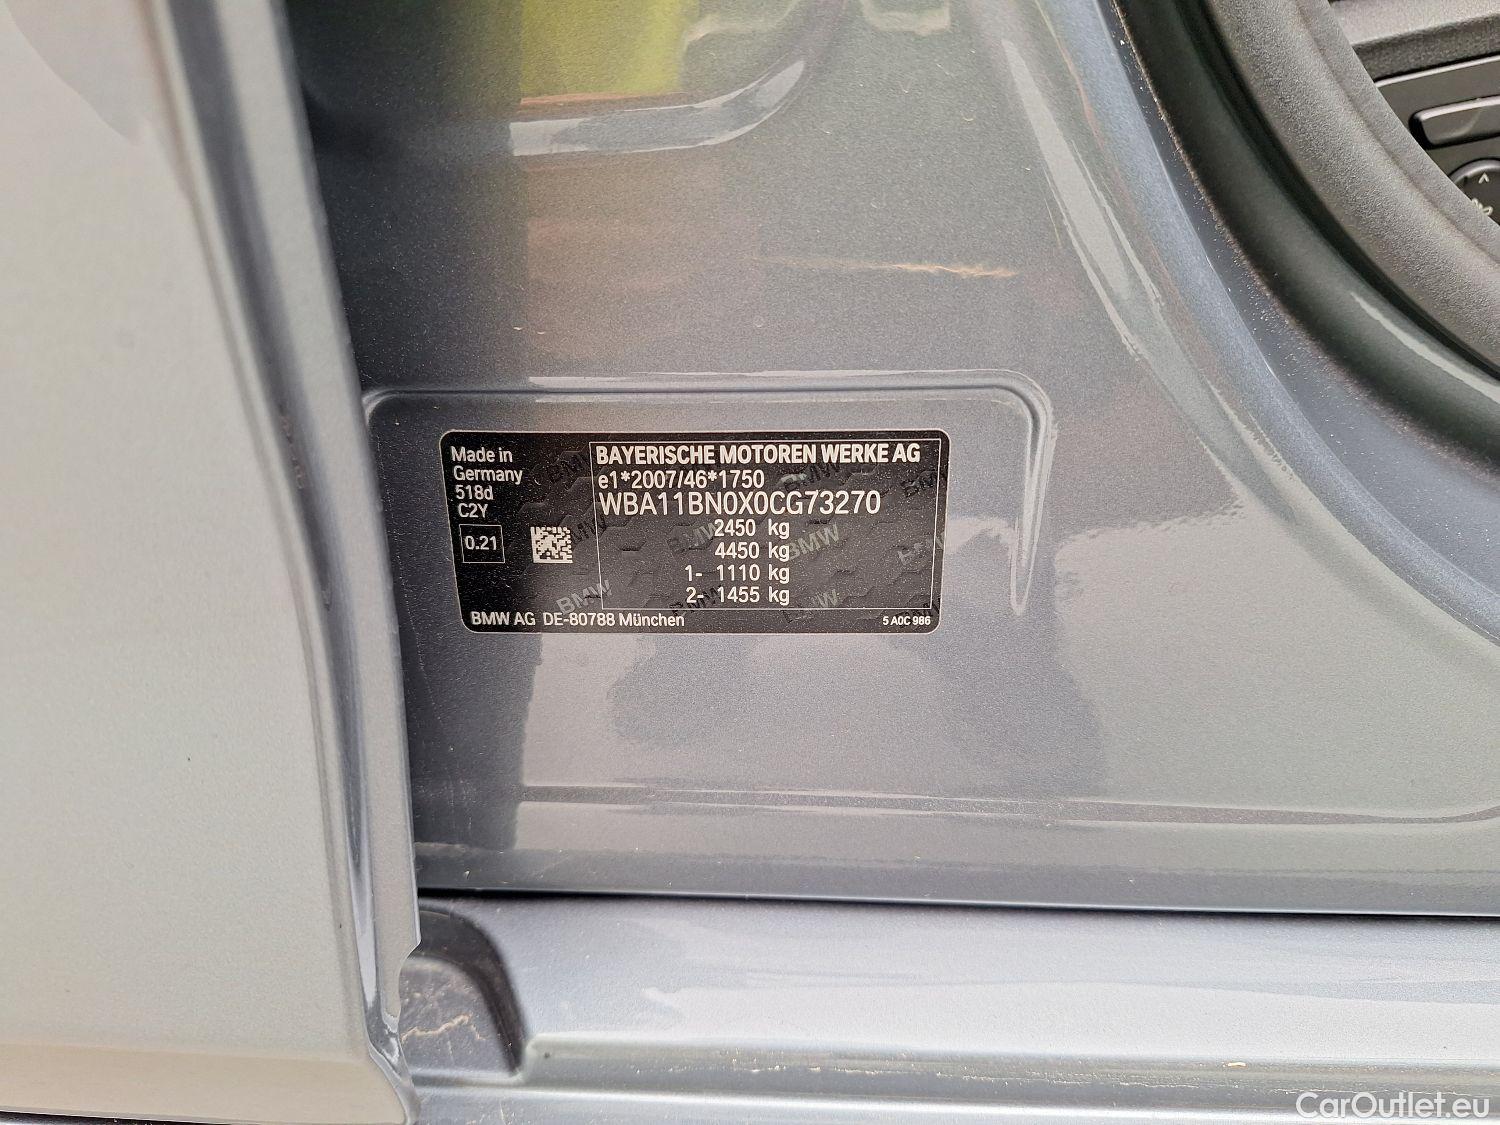 Made in
Germany
518d
C2Y
0.21
BAYERISCHE MOTOREN WERKE AG
e1*2007/46*1750
WBA11BN0X0CG73270
2450 kg
4450 kg
1- 1110 kg
2- 1455 kg
BMW AG DE-80788 München
5 A0C 986
CarOutlet.eu